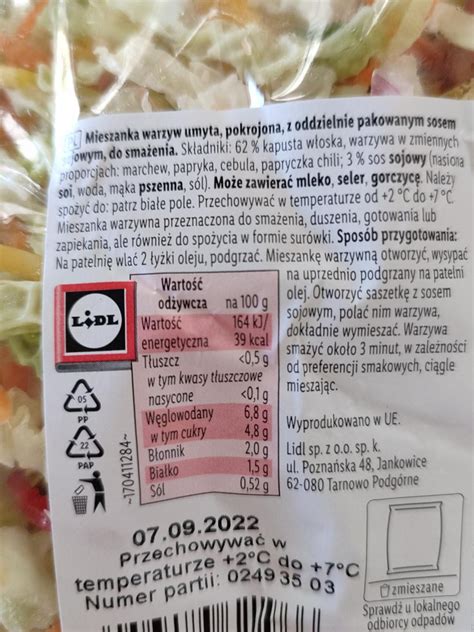 PL Mieszanka warzyw umyta, pokrojona, z oddzielnie pakowanym sosem
sojowym, do smażenia. Składniki: 62 % kapusta włoska, warzywa w zmiennych
proporcjach: marchew, papryka, cebula, papryczka chili; 3 % sos sojowy (nasiona
soi, woda, mąka pszenna, sól). Może zawierać mleko, seler, gorczycę. Należy
spożyć do: patrz białe pole. Przechowywać w temperaturze od +2 °C do +7 °C.
Mieszanka warzywna przeznaczona do smażenia, duszenia, gotowania lub
zapiekania, ale również do spożycia w formie surówki. Sposób przygotowania:
Na patelnię wlać 2 łyżki oleju, podgrzać. Mieszankę warzywną otworzyć, wysypać
na uprzednio podgrzany na patelni
olej. Otworzyć saszetkę z sosem
sojowym, polać nim warzywa,
dokładnie wymieszać. Warzywa
smażyć około 3 minut, w zależności
od preferencji smakowych, ciągle
mieszając.
Wyprodukowano w UE.
Lidl sp. z o.o. sp. k.
ul. Poznańska 48, Jankowice
62-080 Tarnowo Podgórne
LIDL
Wartość
odżywcza na 100 g
Wartość 164 kJ/
energetyczna 39 kcal
Tłuszcz <0,5 g
w tym kwasy tłuszczowe
nasycone <0,1 g
Węglowodany 6,8 g
w tym cukry 4,8 g
Błonnik 2,0 g
Białko 1,5 g
Sól 0,52 g
05
PP
22
PAP
~170411284~
07.09.2022
Przechowywać w
temperaturze +2°C do +7°C
Numer partii: 0249 35 03
zmieszane
Sprawdź u lokalnego
odbiorcy odpadów